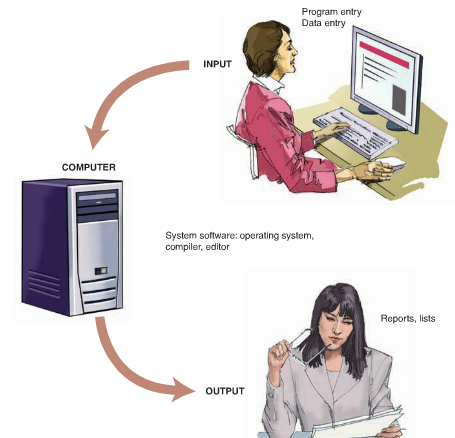 Program entry
Data entry
INPUT
COMPUTER
System software: operating system,
compiler, editor
Reports, lists
OUTPUT